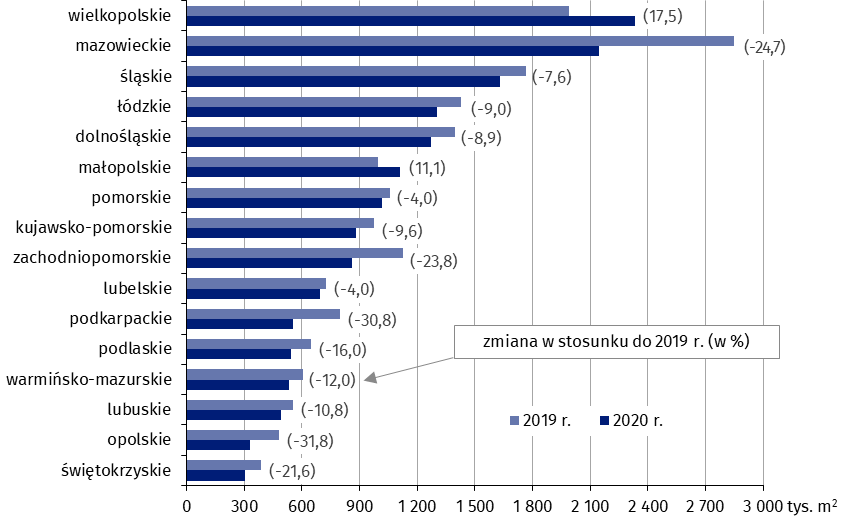 wielkopolskie (17,5)
mazowieckie (-24,7)
śląskie (-7,6)
łódzkie (-9,0)
dolnośląskie (-8,9)
małopolskie (11,1)
pomorskie (-4,0)
kujawsko-pomorskie (-9,6)
zachodniopomorskie (-23,8)
lubelskie (-4,0)
podkarpackie (-30,8)
zmiana w stosunku do 2019 r. (w %)
podlaskie (-16,0)
warmińsko-mazurskie (-12,0)
lubuskie (-10,8)
2019 r. 2020 r.
opolskie (-31,8)
świętokrzyskie (-21,6)
0 300 600 900 1 200 1 500 1 800 2 100 2 400 2 700 3 000 tys. m²